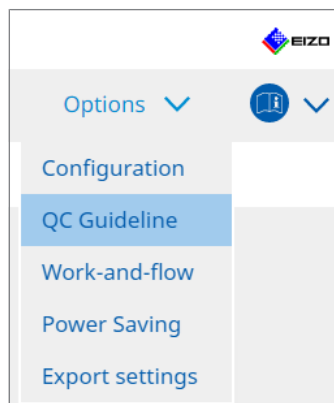 EIZO
Options
Configuration
QC Guideline
Work-and-flow
Power Saving
Export settings